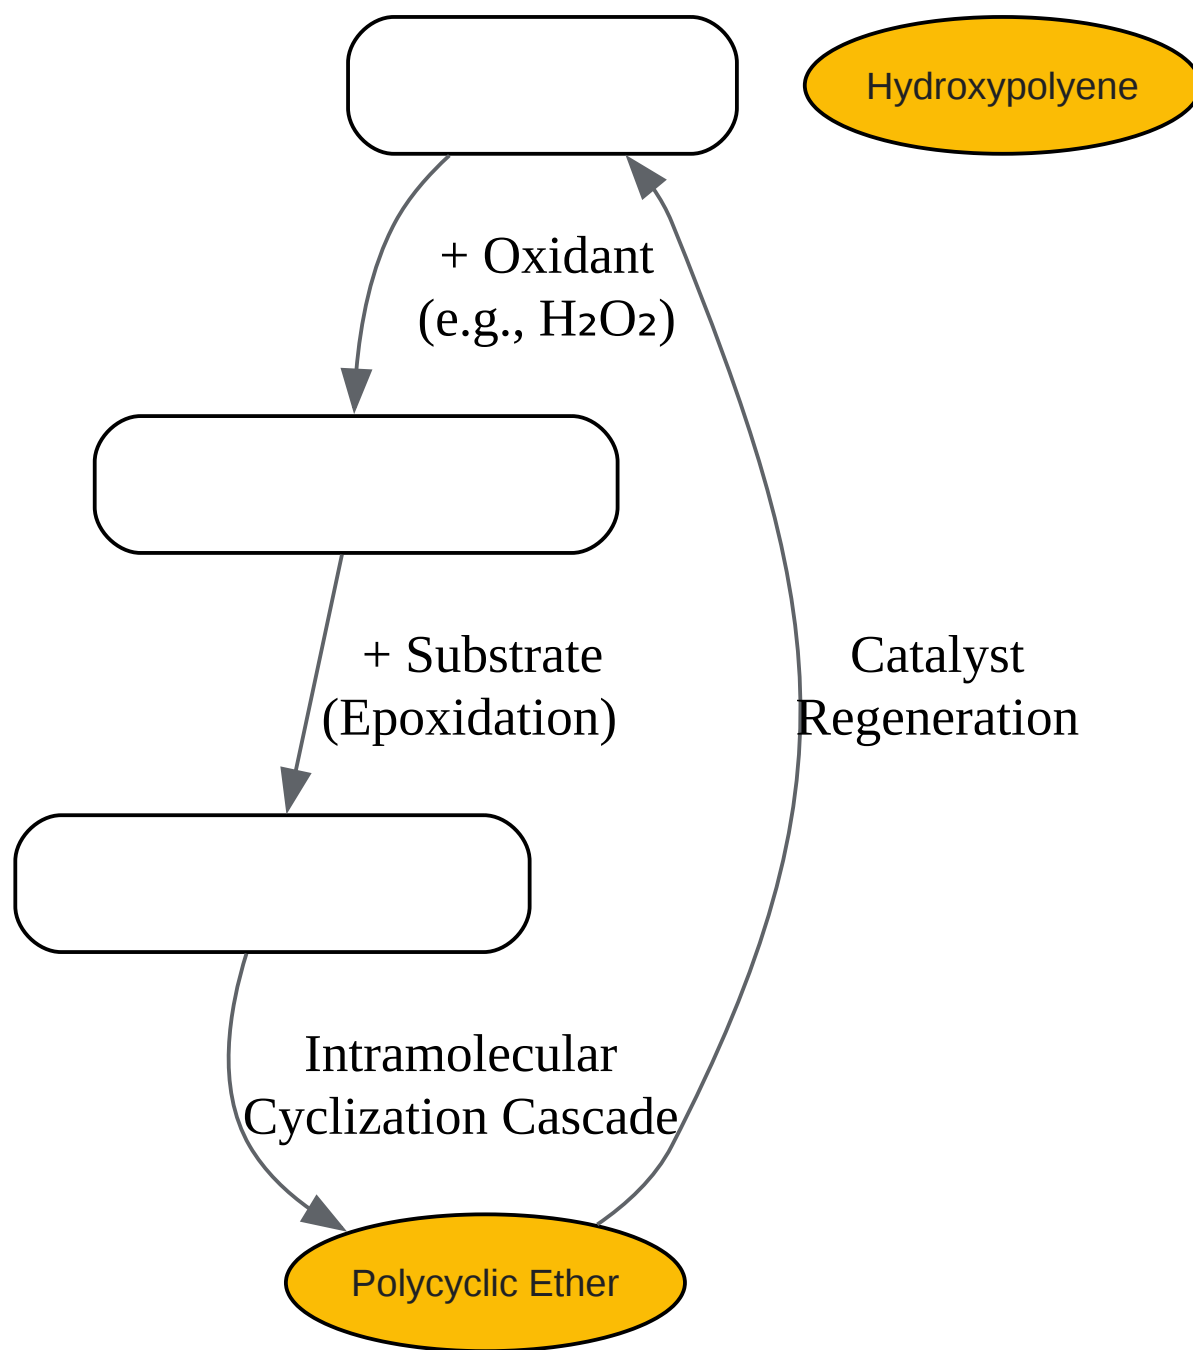 Hydroxypolyene
+ Oxidant
(e.g., H₂O₂)
+ Substrate
(Epoxidation)
Catalyst
Regeneration
Intramolecular
Cyclization Cascade
Polycyclic Ether